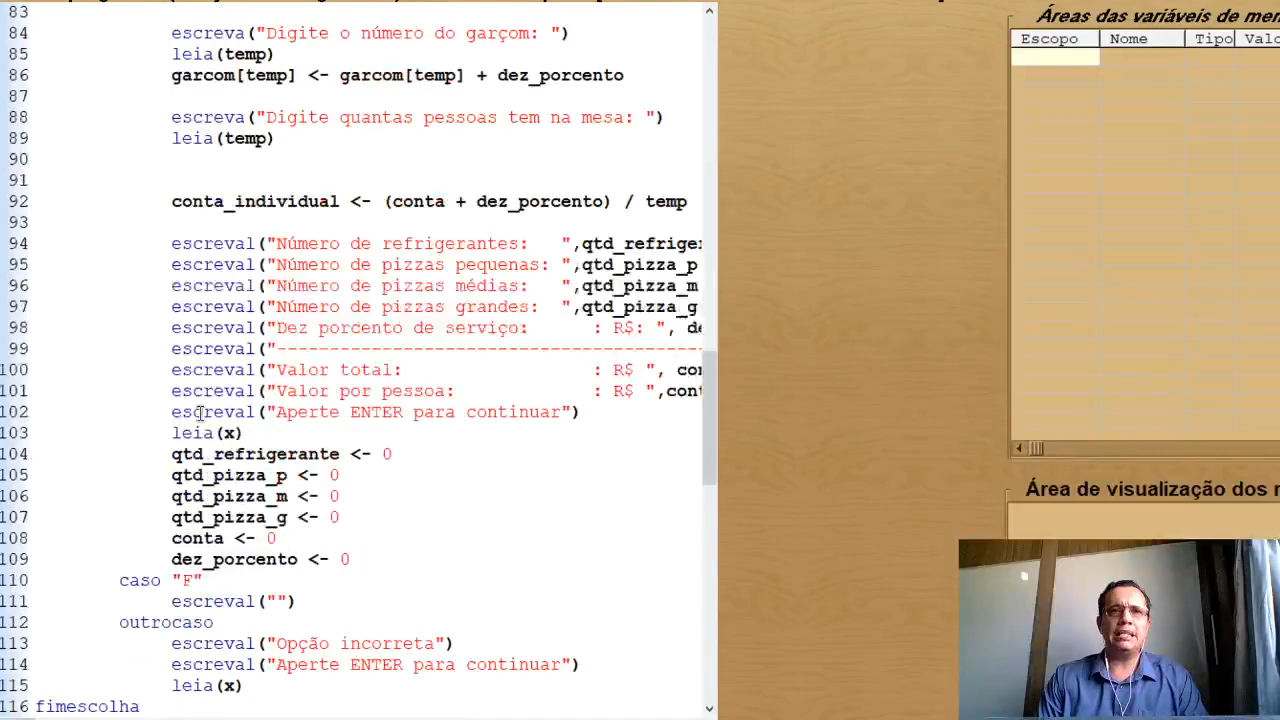 83
84 escreva("Digite o número do garçom: ")
85 leia(temp)
86 garcom[temp] <- garcom[temp] + dez_porcento
87
88 escreva("Digite quantas pessoas tem na mesa: ")
89 leia(temp)
90
91
92 conta_individual <- (conta + dez_porcento) / temp
93
94 escreval("Número de refrigerantes:   ",qtd_refriger
95 escreval("Número de pizzas pequenas: ",qtd_pizza_p
96 escreval("Número de pizzas médias:   ",qtd_pizza_m
97 escreval("Número de pizzas grandes:  ",qtd_pizza_g
98 escreval("Dez porcento de serviço:      : R$: ", de
99 escreval("-----------------------------------------
100 escreval("Valor total:                  : R$ ", con
101 escreval("Valor por pessoa:             : R$ ",cont
102 escreval("Aperte ENTER para continuar")
103 leia(x)
104 qtd_refrigerante <- 0
105 qtd_pizza_p <- 0
106 qtd_pizza_m <- 0
107 qtd_pizza_g <- 0
108 conta <- 0
109 dez_porcento <- 0
110 caso "F"
111 escreval("")
112 outrocaso
113 escreval("Opção incorreta")
114 escreval("Aperte ENTER para continuar")
115 leia(x)
116 fimescolha
Áreas das variáveis de me
Escopo Nome Tipo Valo
Área de visualização dos